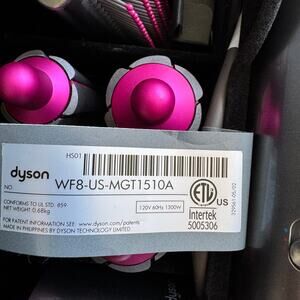 HS01
dyson
NO. WF8-US-MGT1510A
CONFORMS TO UL STD. 859
NET WEIGHT 0.68kg
120V 60Hz 1300W
FOR PATENT INFORMATION SEE: www.dyson.com/patents
MADE IN PHILIPPINES BY DYSON TECHNOLOGY LIMITED
ETL
US
Intertek
5005306